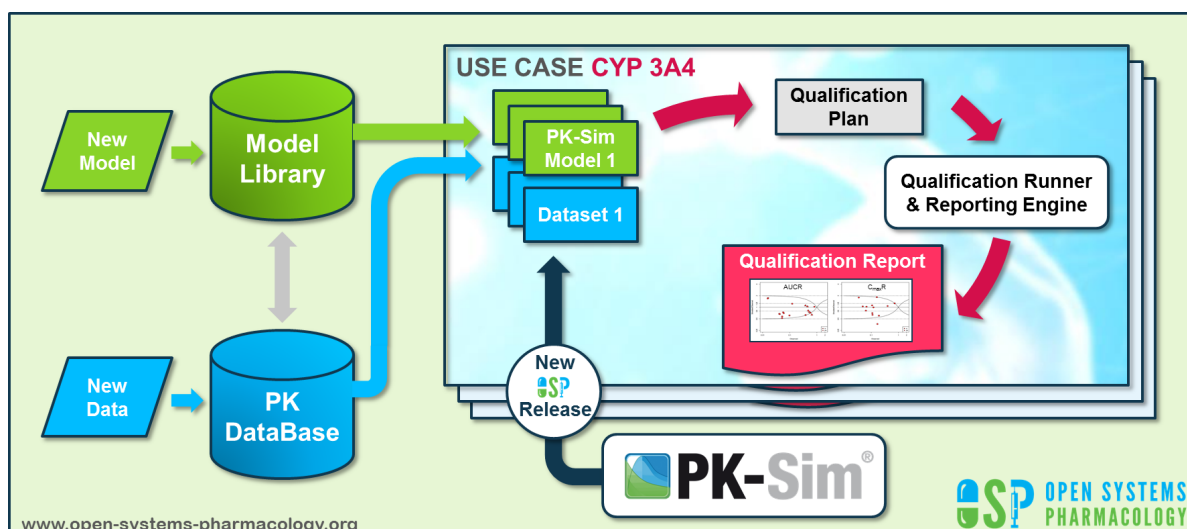 USE CASE CYP 3A4
New
Model
Model
Library
PK-Sim
Model 1
Dataset 1
Qualification
Plan
Qualification Runner
& Reporting Engine
Qualification Report
AUCR
CmaxR
New
Data
PK
DataBase
New
OSP
Release
PK-Sim®
OSP OPEN SYSTEMS
PHARMACOLOGY
www.open-systems-pharmacology.org